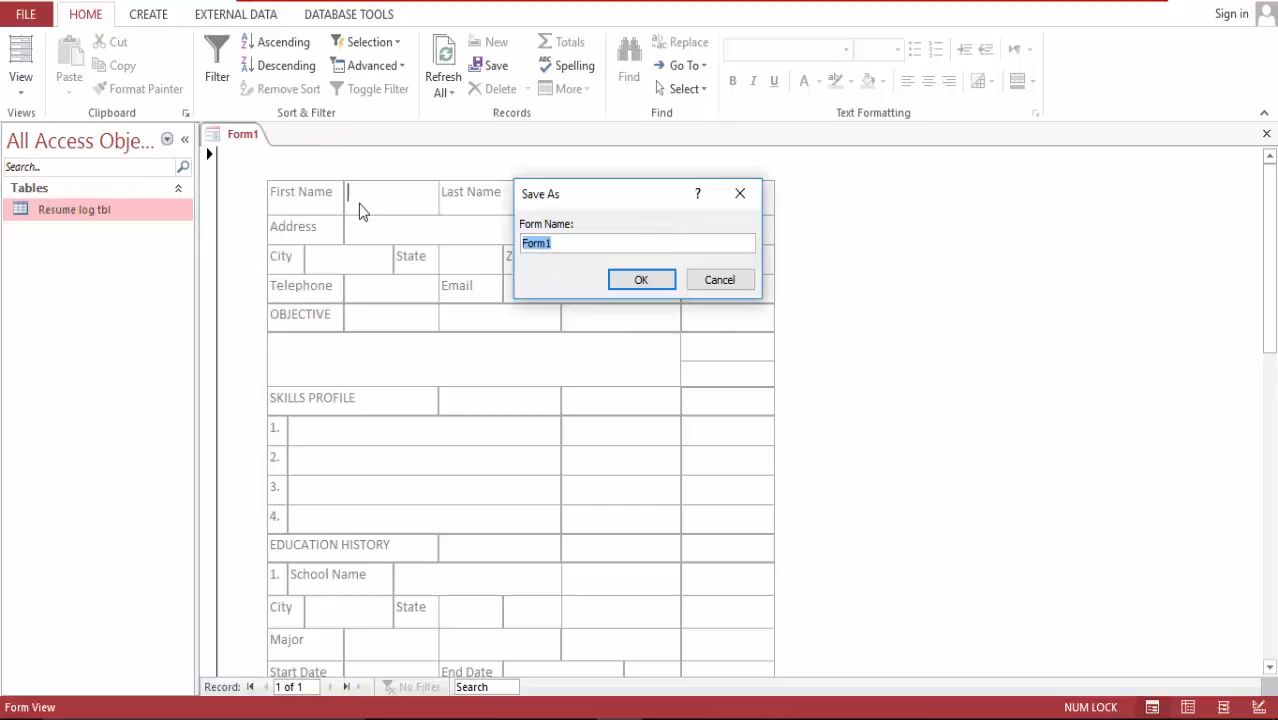 FILE HOME CREATE EXTERNAL DATA DATABASE TOOLS Sign in
View
Paste
Cut
Copy
Format Painter
Filter
Ascending
Descending
Remove Sort
Selection
Advanced
Toggle Filter
Refresh
All
New
Save
Delete
Totals
Spelling
More
Find
Replace
Go To
Select
B I U A
Views Clipboard Sort & Filter Records Find Text Formatting
All Access Obje...
Search...
Tables
Resume log tbl
Form1
First Name Last Name
Address
City State Z
Telephone Email
OBJECTIVE
SKILLS PROFILE
1.
2.
3.
4.
EDUCATION HISTORY
1. School Name
City State
Major
Start Date End Date
Save As ?
Form Name:
Form1
OK Cancel
Record: 1 of 1 No Filter Search
Form View NUM LOCK